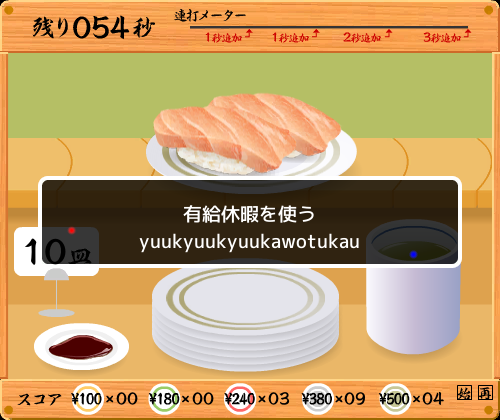 残り054秒
連打メーター
1秒追加 1秒追加 2秒追加 3秒追加
有給休暇を使う
yuukyuukyuukawotukau
10皿
スコア ¥100×00 ¥180×00 ¥240×03 ¥380×09 ¥500×04 始 再